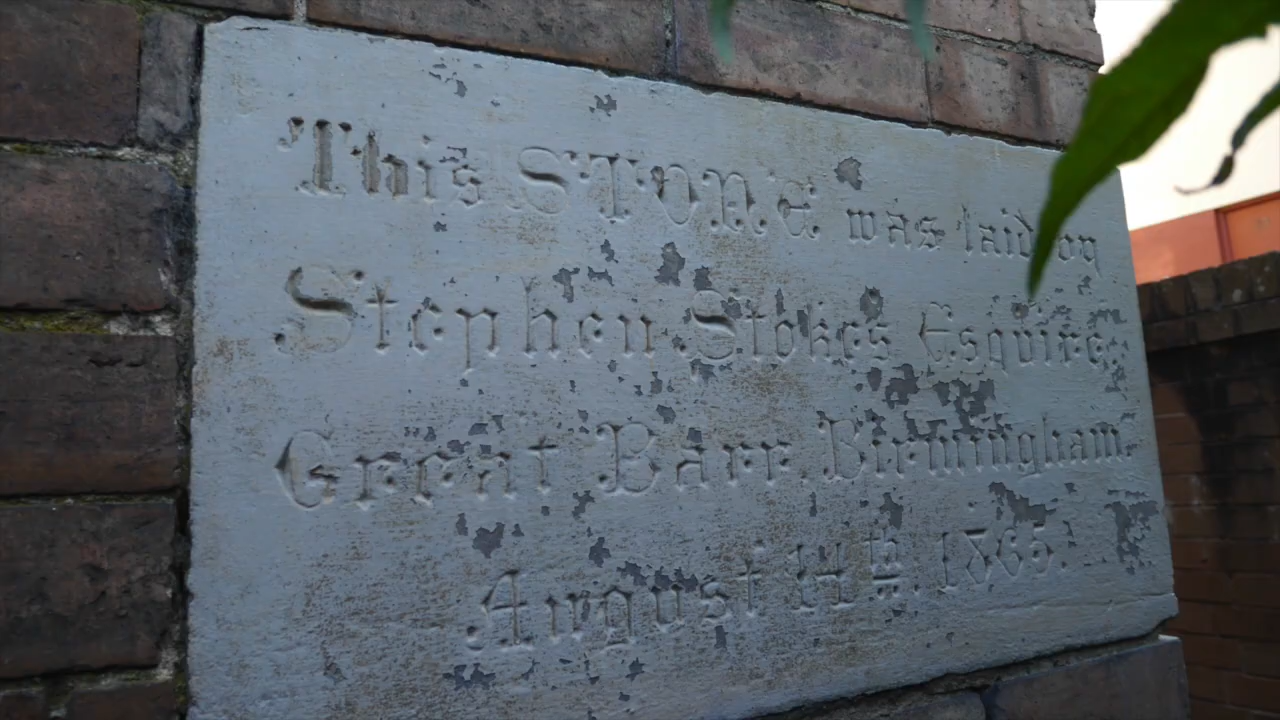 This STONE was laid by
Stephen Stokes Esquire,
Great Barr. Birmingham.
August 14th. 1865.